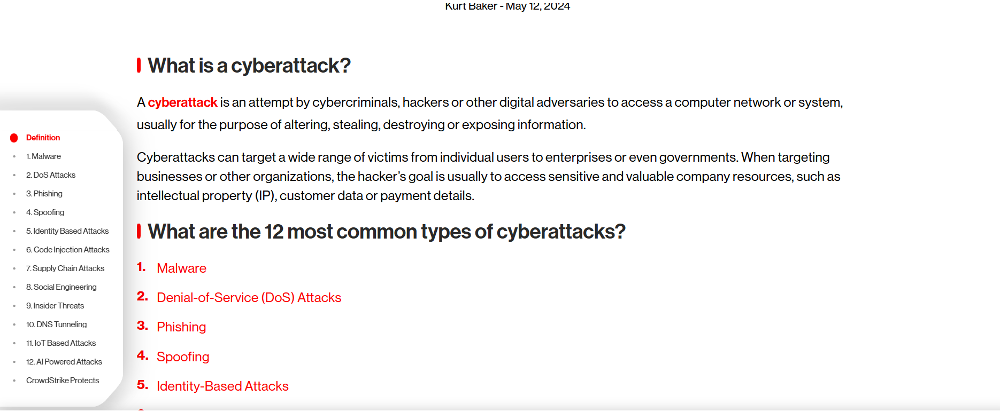 Kurt Baker - May 12, 2024
What is a cyberattack?
A cyberattack is an attempt by cybercriminals, hackers or other digital adversaries to access a computer network or system,
usually for the purpose of altering, stealing, destroying or exposing information.
Cyberattacks can target a wide range of victims from individual users to enterprises or even governments. When targeting
businesses or other organizations, the hacker’s goal is usually to access sensitive and valuable company resources, such as
intellectual property (IP), customer data or payment details.
What are the 12 most common types of cyberattacks?
1. Malware
2. Denial-of-Service (DoS) Attacks
3. Phishing
4. Spoofing
5. Identity-Based Attacks
Definition
1. Malware
2. DoS Attacks
3. Phishing
4. Spoofing
5. Identity Based Attacks
6. Code Injection Attacks
7. Supply Chain Attacks
8. Social Engineering
9. Insider Threats
10. DNS Tunneling
11. IoT Based Attacks
12. AI Powered Attacks
CrowdStrike Protects